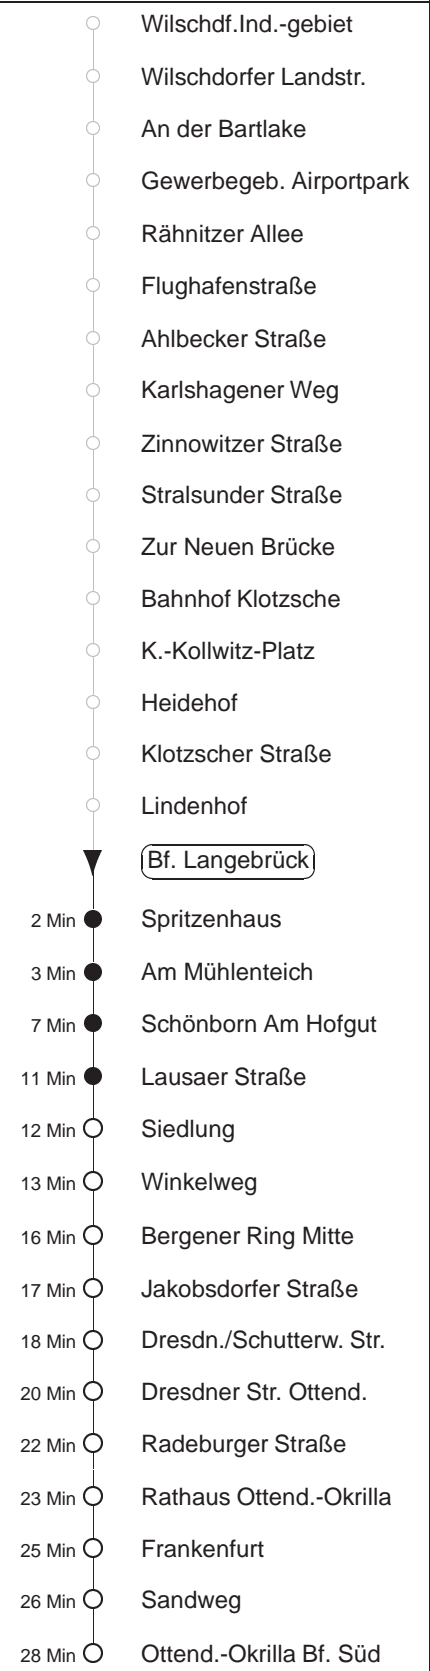 Wilschdf.Ind.-gebiet
Wilschdorfer Landstr.
An der Bartlake
Gewerbegeb. Airportpark
Rähnitzer Allee
Flughafenstraße
Ahlbecker Straße
Karlshagener Weg
Zinnowitzer Straße
Stralsunder Straße
Zur Neuen Brücke
Bahnhof Klotzsche
K.-Kollwitz-Platz
Heidehof
Klotzscher Straße
Lindenhof
Bf. Langebrück
2 Min Spritzenhaus
3 Min Am Mühlenteich
7 Min Schönborn Am Hofgut
11 Min Lausaer Straße
12 Min Siedlung
13 Min Winkelweg
16 Min Bergener Ring Mitte
17 Min Jakobsdorfer Straße
18 Min Dresdn./Schutterw. Str.
20 Min Dresdner Str. Ottend.
22 Min Radeburger Straße
23 Min Rathaus Ottend.-Okrilla
25 Min Frankenfurt
26 Min Sandweg
28 Min Ottend.-Okrilla Bf. Süd